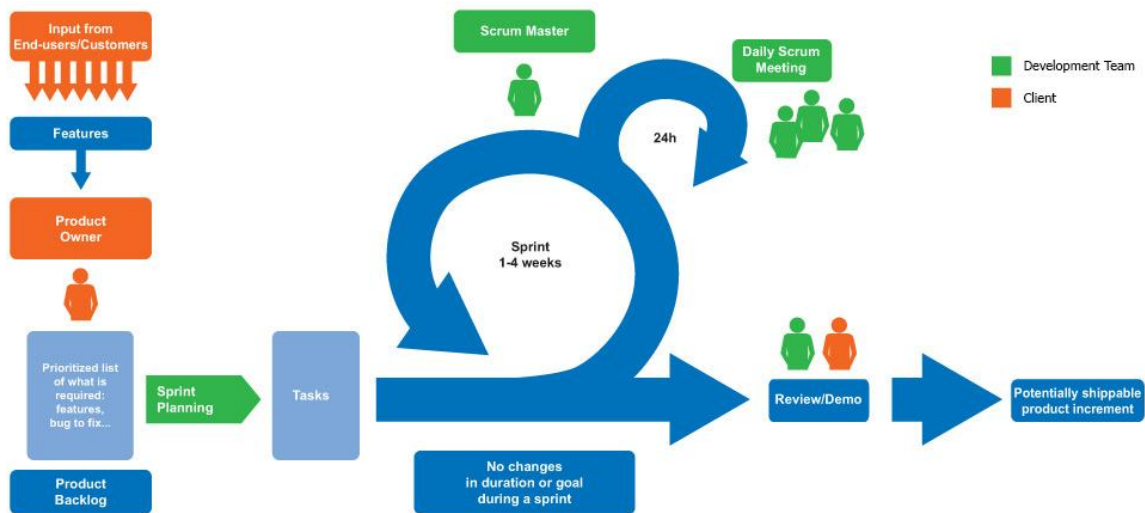 Input from
End-users/Customers
Features
Product
Owner
Prioritized list
of what is
required:
features,
bug to fix...
Product
Backlog
Sprint
Planning
Tasks
Scrum Master
Daily Scrum
Meeting
24h
Sprint
1-4 weeks
No changes
in duration or goal
during a sprint
Review/Demo
Potentially shippable
product increment
Development Team
Client